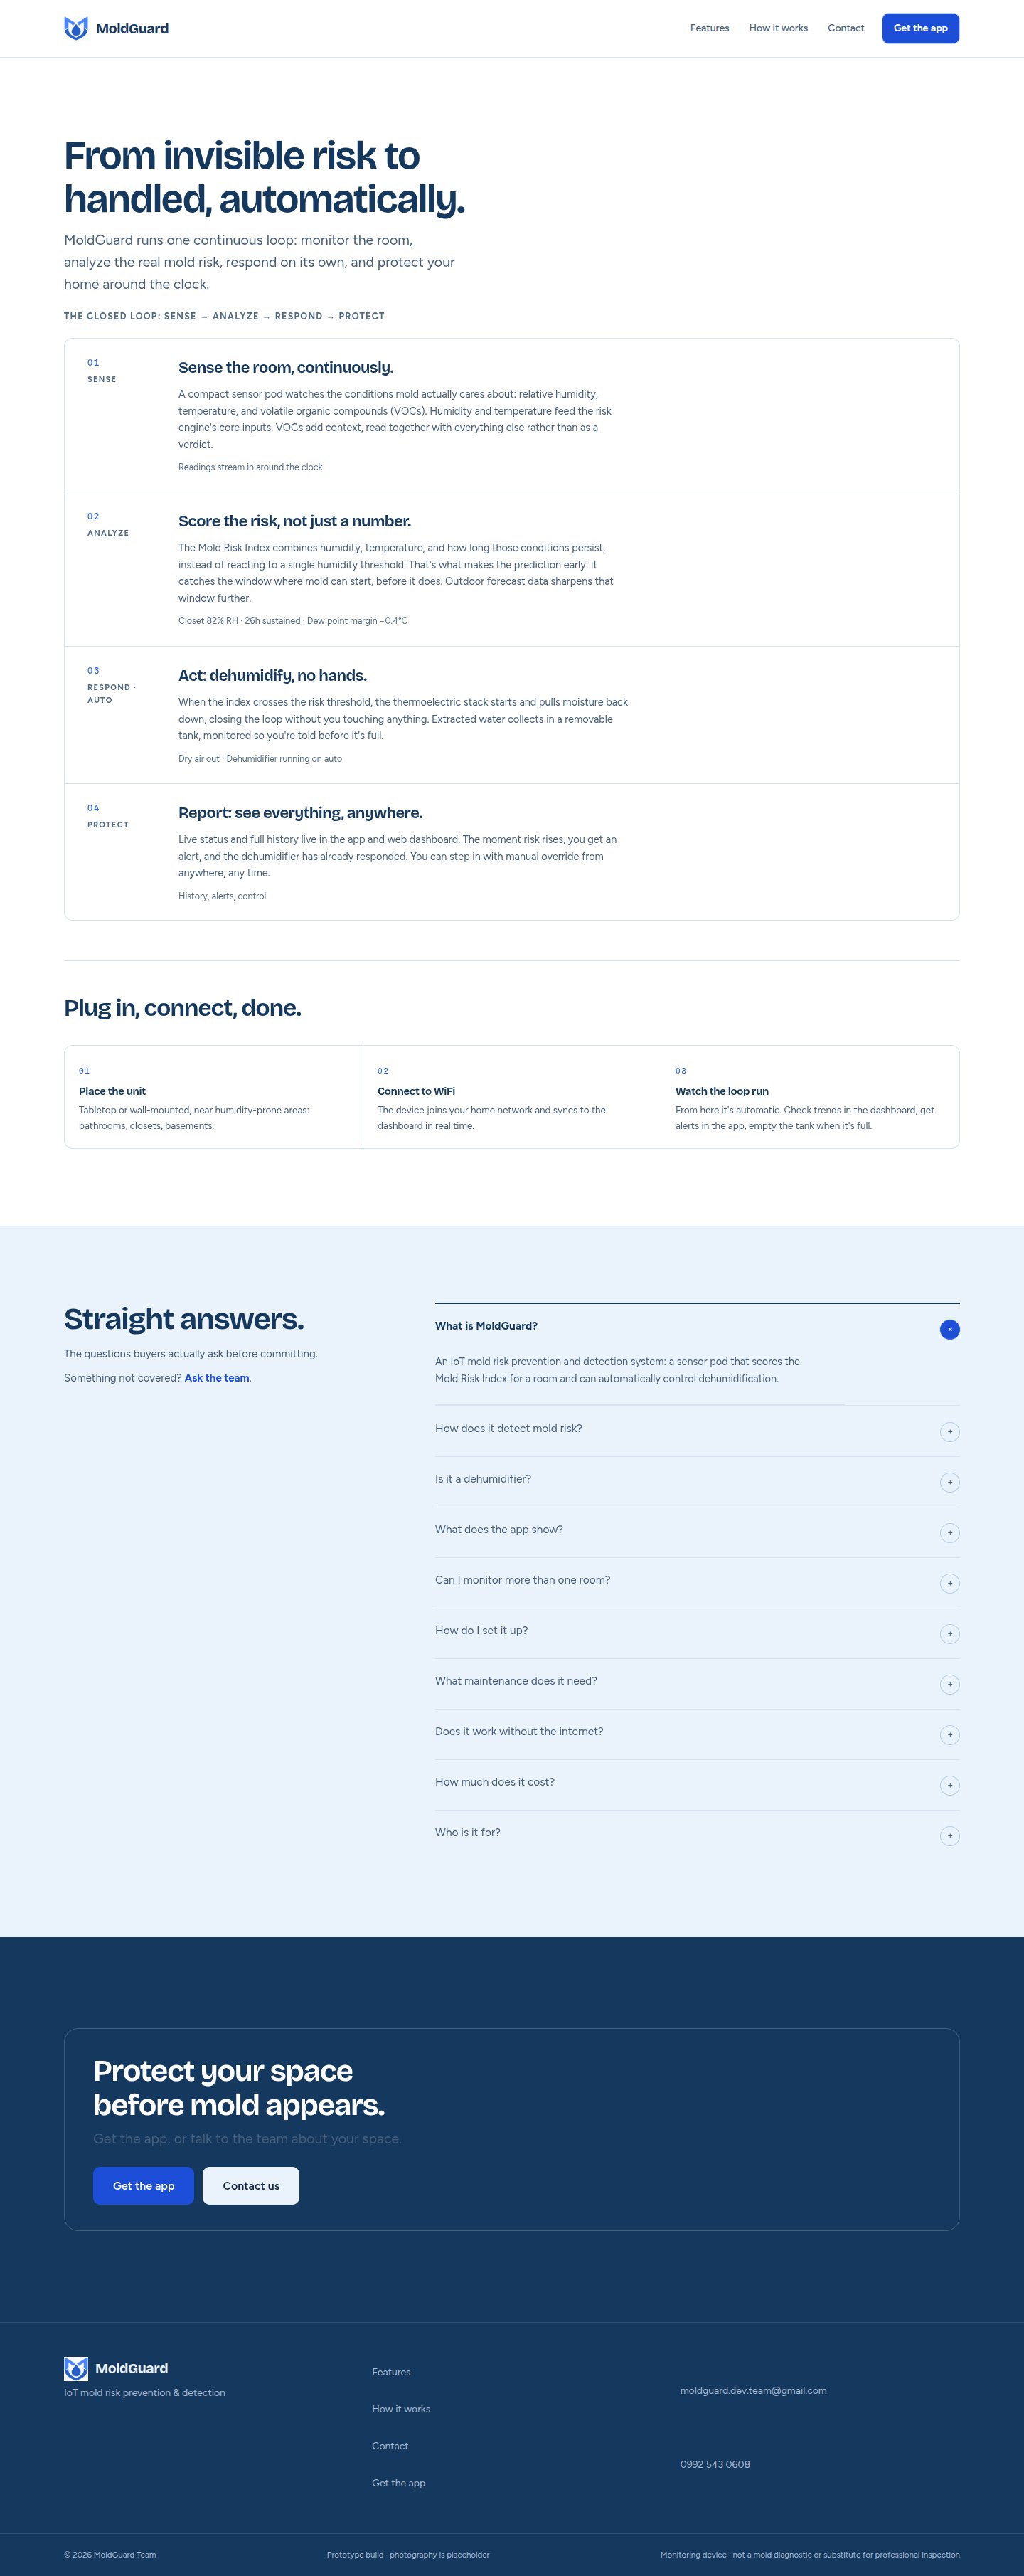 MoldGuard
Features
How it works
Contact
Get the app
From invisible risk to
handled, automatically.
MoldGuard runs one continuous loop: monitor the room,
analyze the real mold risk, respond on its own, and protect your
home around the clock.
THE CLOSED LOOP: SENSE → ANALYZE → RESPOND → PROTECT
01
SENSE
Sense the room, continuously.
A compact sensor pod watches the conditions mold actually cares about: relative humidity,
temperature, and volatile organic compounds (VOCs). Humidity and temperature feed the risk
engine's core inputs. VOCs add context, read together with everything else rather than as a
verdict.
Readings stream in around the clock
02
ANALYZE
Score the risk, not just a number.
The Mold Risk Index combines humidity, temperature, and how long those conditions persist,
instead of reacting to a single humidity threshold. That's what makes the prediction early: it
catches the window where mold can start, before it does. Outdoor forecast data sharpens that
window further.
Closet 82% RH · 26h sustained · Dew point margin −0.4°C
03
RESPOND ·
AUTO
Act: dehumidify, no hands.
When the index crosses the risk threshold, the thermoelectric stack starts and pulls moisture back
down, closing the loop without you touching anything. Extracted water collects in a removable
tank, monitored so you're told before it's full.
Dry air out · Dehumidifier running on auto
04
PROTECT
Report: see everything, anywhere.
Live status and full history live in the app and web dashboard. The moment risk rises, you get an
alert, and the dehumidifier has already responded. You can step in with manual override from
anywhere, any time.
History, alerts, control
Plug in, connect, done.
01
Place the unit
Tabletop or wall-mounted, near humidity-prone areas:
bathrooms, closets, basements.
02
Connect to WiFi
The device joins your home network and syncs to the
dashboard in real time.
03
Watch the loop run
From here it's automatic. Check trends in the dashboard, get
alerts in the app, empty the tank when it's full.
Straight answers.
The questions buyers actually ask before committing.
Something not covered? Ask the team.
What is MoldGuard?
An IoT mold risk prevention and detection system: a sensor pod that scores the
Mold Risk Index for a room and can automatically control dehumidification.
How does it detect mold risk?
+
Is it a dehumidifier?
+
What does the app show?
+
Can I monitor more than one room?
+
How do I set it up?
+
What maintenance does it need?
+
Does it work without the internet?
+
How much does it cost?
+
Who is it for?
+
Protect your space
before mold appears.
Get the app, or talk to the team about your space.
Get the app
Contact us
MoldGuard
IoT mold risk prevention & detection
Features
How it works
Contact
Get the app
moldguard.dev.team@gmail.com
0992 543 0608
© 2026 MoldGuard Team
Prototype build · photography is placeholder
Monitoring device · not a mold diagnostic or substitute for professional inspection